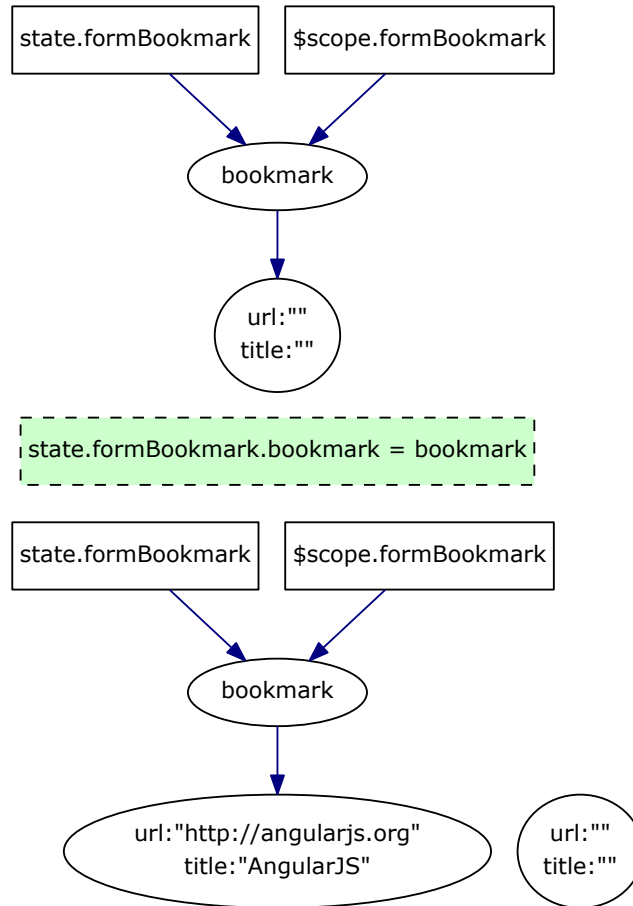 state.formBookmark
$scope.formBookmark
bookmark
url:""
title:""
state.formBookmark.bookmark = bookmark
state.formBookmark
$scope.formBookmark
bookmark
url:"http://angularjs.org"
title:"AngularJS"
url:""
title:""